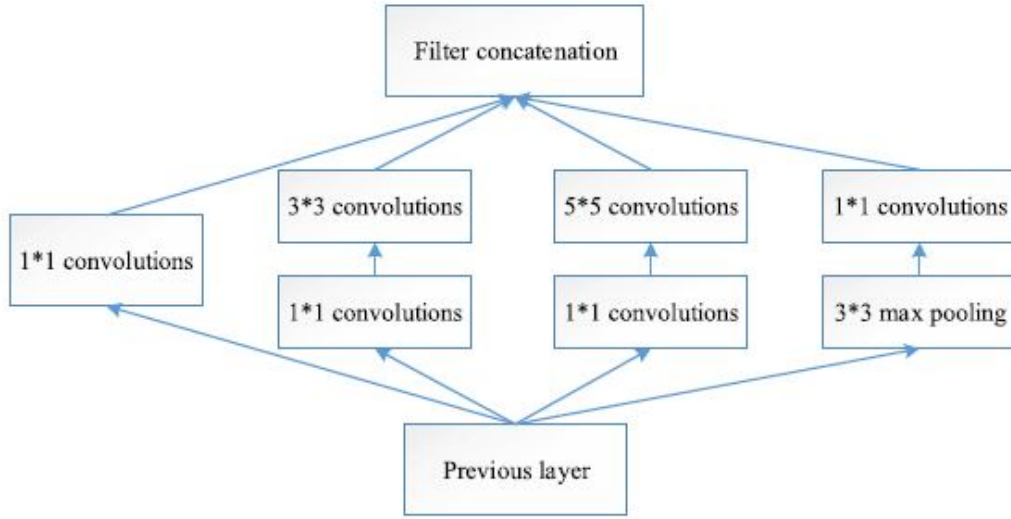 Filter concatenation
3*3 convolutions
5*5 convolutions
1*1 convolutions
1*1 convolutions
1*1 convolutions
1*1 convolutions
3*3 max pooling
Previous layer